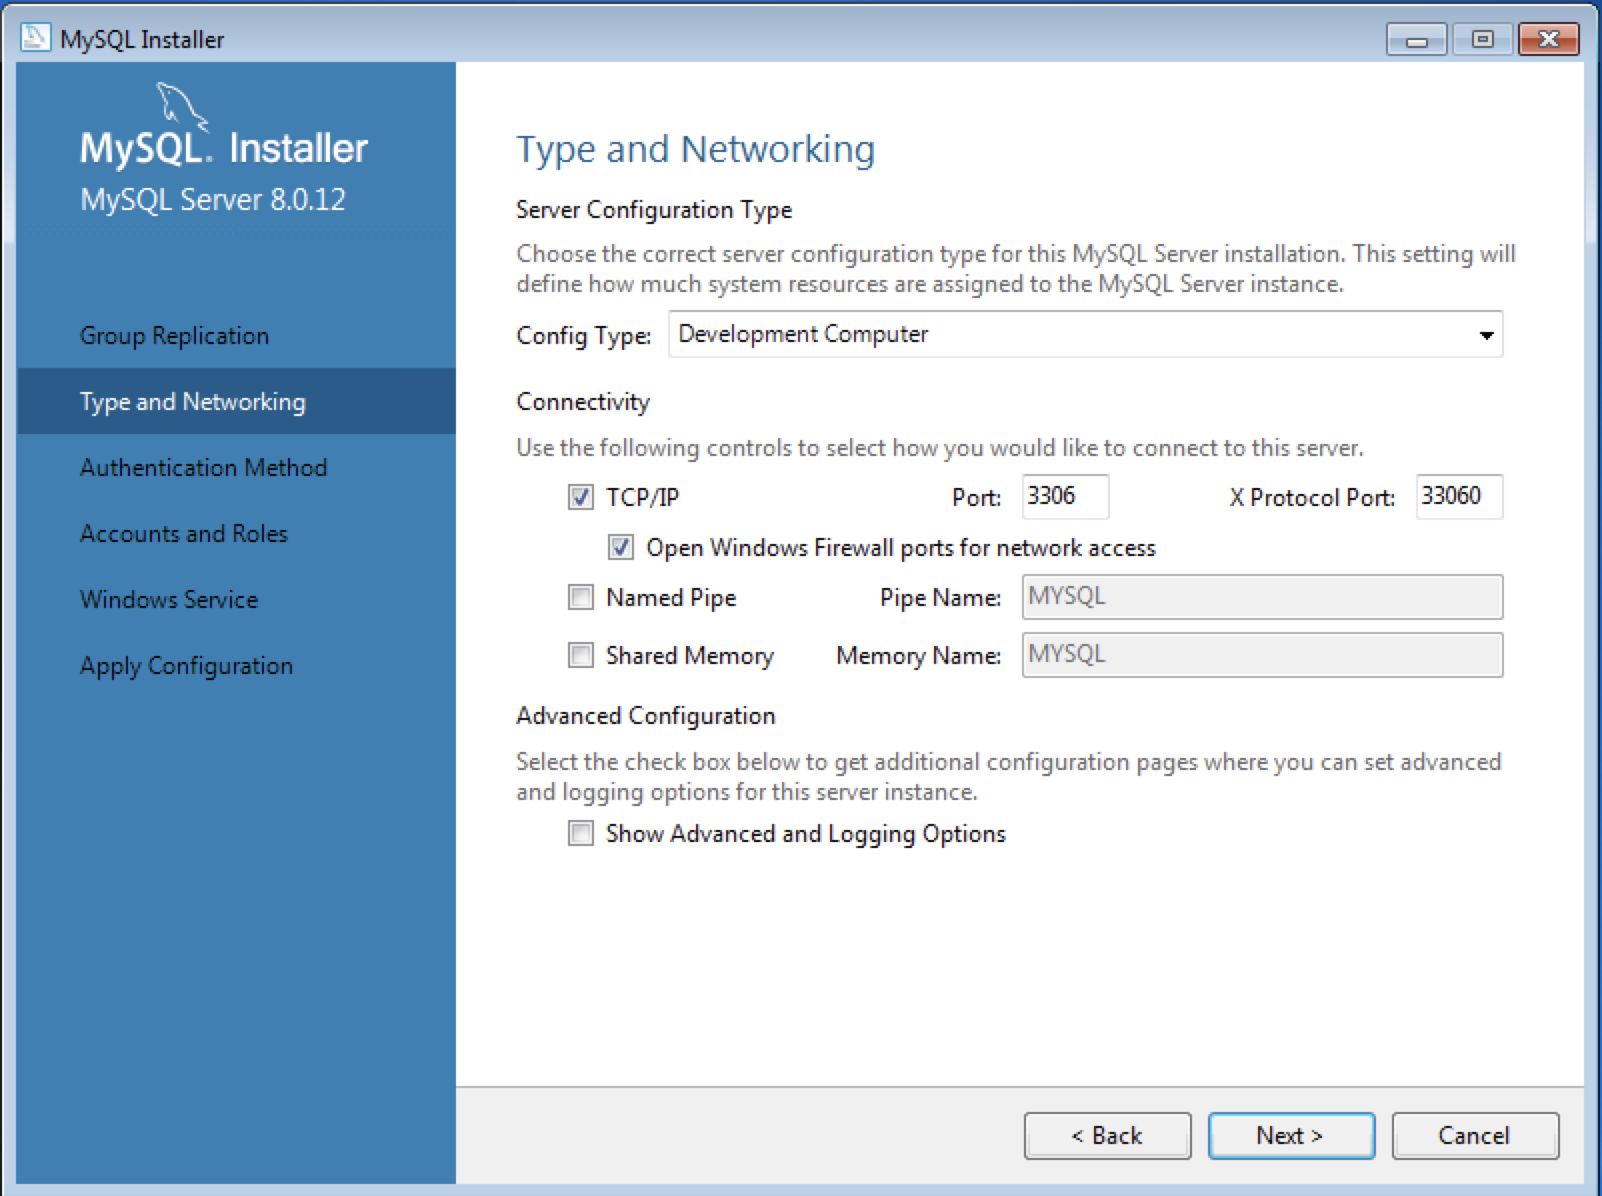 MySQL Installer
MySQL. Installer
MySQL Server 8.0.12
Group Replication
Type and Networking
Authentication Method
Accounts and Roles
Windows Service
Apply Configuration
Type and Networking
Server Configuration Type
Choose the correct server configuration type for this MySQL Server installation. This setting will
define how much system resources are assigned to the MySQL Server instance.
Config Type: Development Computer
Connectivity
Use the following controls to select how you would like to connect to this server.
TCP/IP Port: 3306 X Protocol Port: 33060
Open Windows Firewall ports for network access
Named Pipe Pipe Name: MYSQL
Shared Memory Memory Name: MYSQL
Advanced Configuration
Select the check box below to get additional configuration pages where you can set advanced
and logging options for this server instance.
Show Advanced and Logging Options
< Back Next > Cancel